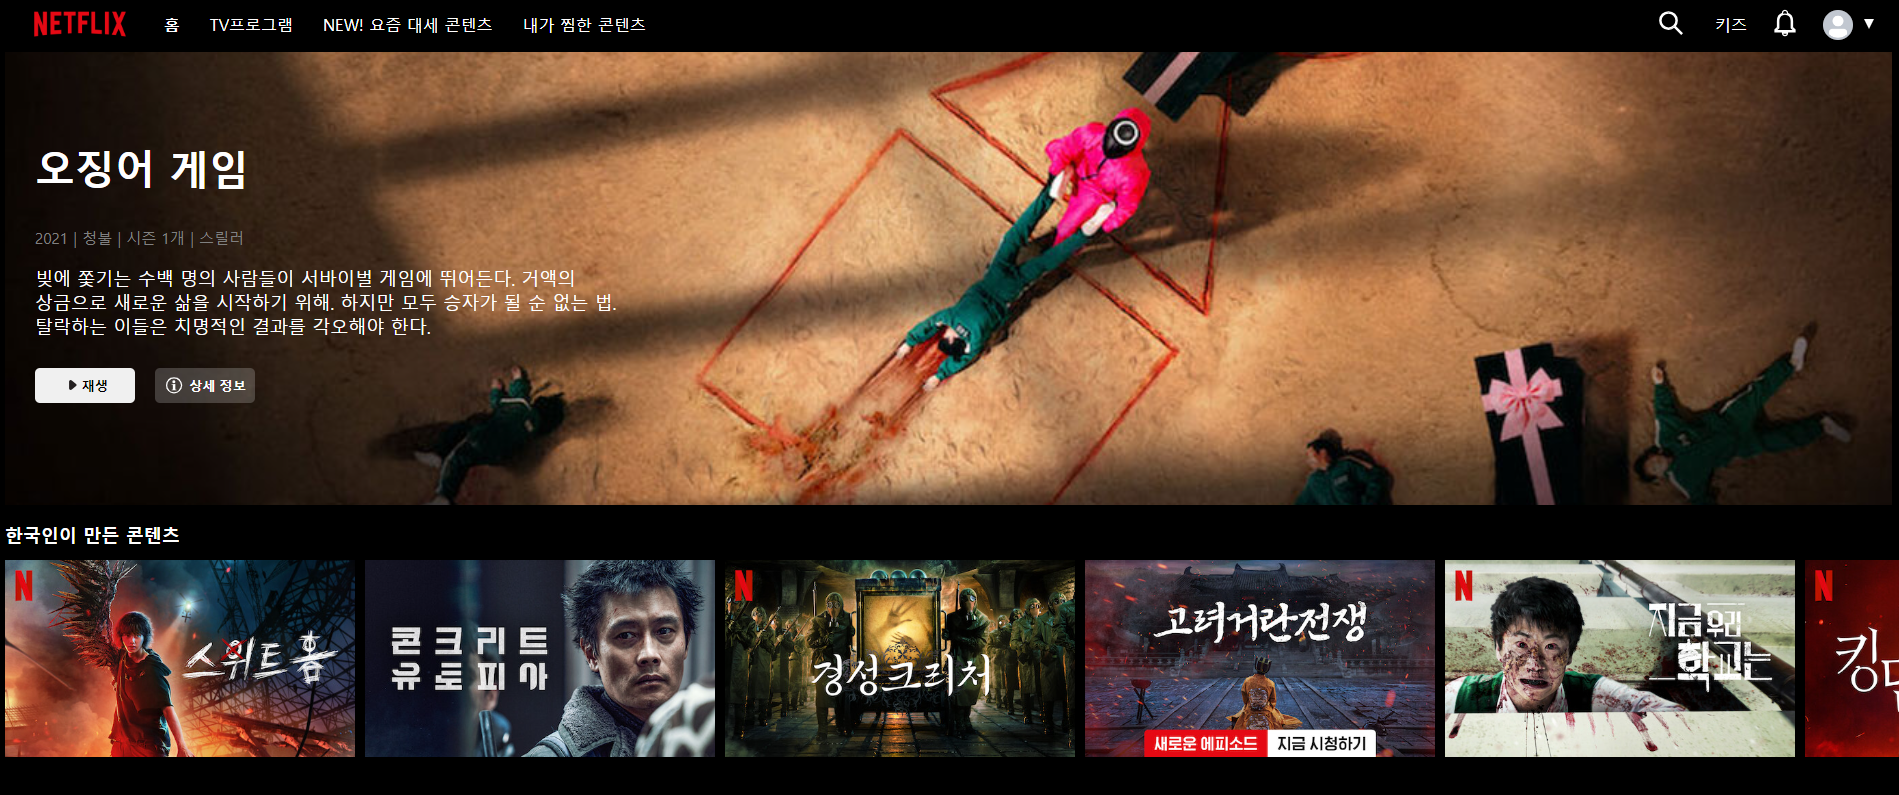 NETFLIX 홈 TV프로그램 NEW! 요즘 대세 콘텐츠 내가 찜한 콘텐츠 키즈
오징어 게임
2021 | 청불 | 시즌 1개 | 스릴러
빚에 쫓기는 수백 명의 사람들이 서바이벌 게임에 뛰어든다. 거액의
상금으로 새로운 삶을 시작하기 위해. 하지만 모두 승자가 될 순 없는 법.
탈락하는 이들은 치명적인 결과를 각오해야 한다.
재생 상세 정보
한국인이 만든 콘텐츠
N
스위트홈
콘크리트
유토피아
N
경성크리처
고려거란전쟁
새로운 에피소드 지금 시청하기
N
지금 우리
학교는
N
킹